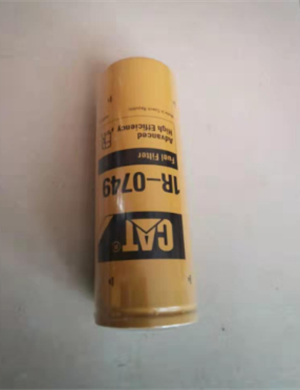 CAT®
1R-0749
Fuel Filter
Advanced
High Efficiency